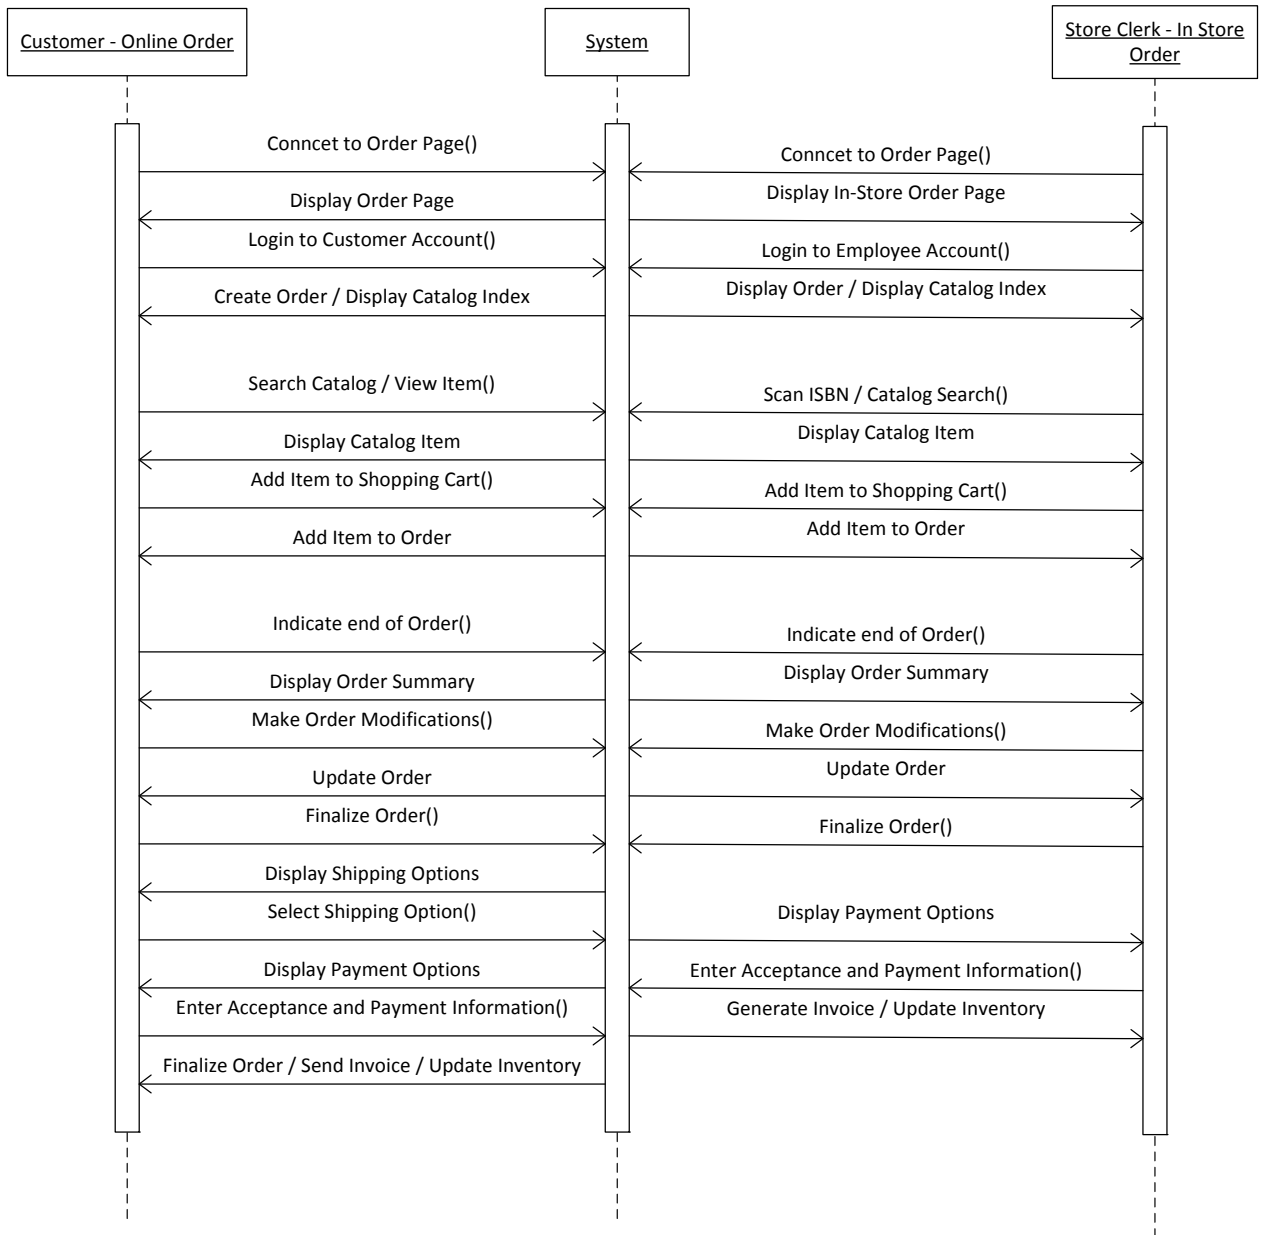 Customer - Online Order
System
Store Clerk - In Store
Order
Conncet to Order Page()
Conncet to Order Page()
Display Order Page
Display In-Store Order Page
Login to Customer Account()
Login to Employee Account()
Create Order / Display Catalog Index
Display Order / Display Catalog Index
Search Catalog / View Item()
Scan ISBN / Catalog Search()
Display Catalog Item
Display Catalog Item
Add Item to Shopping Cart()
Add Item to Shopping Cart()
Add Item to Order
Add Item to Order
Indicate end of Order()
Indicate end of Order()
Display Order Summary
Display Order Summary
Make Order Modifications()
Make Order Modifications()
Update Order
Update Order
Finalize Order()
Finalize Order()
Display Shipping Options
Select Shipping Option()
Display Payment Options
Display Payment Options
Enter Acceptance and Payment Information()
Enter Acceptance and Payment Information()
Generate Invoice / Update Inventory
Finalize Order / Send Invoice / Update Inventory